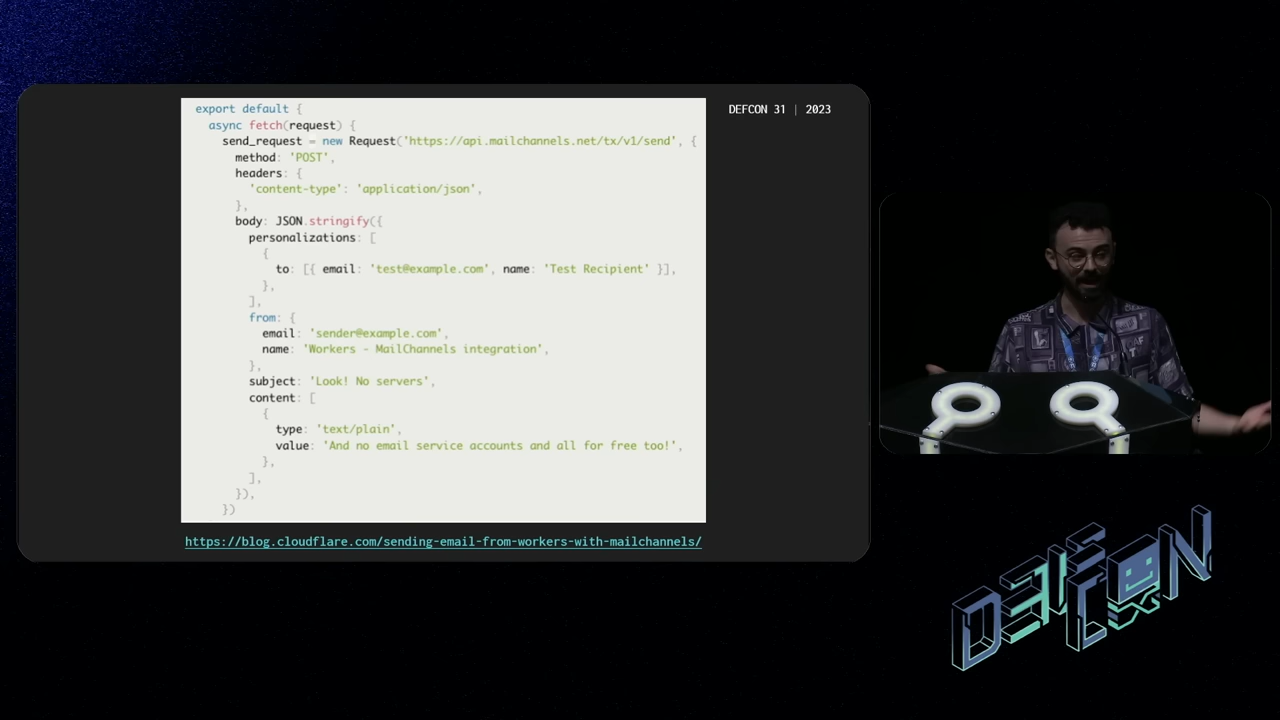 export default {
async fetch(request) {
send_request = new Request('https://api.mailchannels.net/tx/v1/send', {
method: 'POST',
headers: {
'content-type': 'application/json',
},
body: JSON.stringify({
personalizations: [
{
to: [{ email: 'test@example.com', name: 'Test Recipient' }],
},
],
from: {
email: 'sender@example.com',
name: 'Workers - MailChannels integration',
},
subject: 'Look! No servers',
content: [
{
type: 'text/plain',
value: 'And no email service accounts and all for free too!',
},
],
}),
})
https://blog.cloudflare.com/sending-email-from-workers-with-mailchannels/
DEFCON 31 | 2023
DEFCON